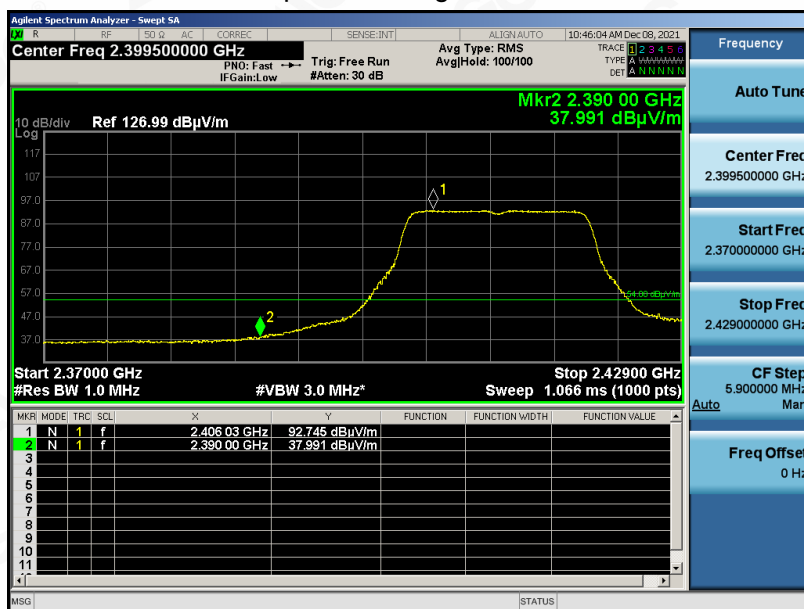 Agilent Spectrum Analyzer - Swept SA
LXI R RF 50 Ω AC CORREC SENSE:INT ALIGN AUTO 10:46:04 AM Dec 08, 2021
Center Freq 2.399500000 GHz
PNO: Fast
IFGain:Low
Trig: Free Run
#Atten: 30 dB
Avg Type: RMS
Avg|Hold: 100/100
TRACE 1 2 3 4 5 6
TYPE A WWWWW
DET A N N N N N
Mkr2 2.390 00 GHz
37.991 dBµV/m
10 dB/div Ref 126.99 dBµV/m
Log
117
107
97.0
87.0
77.0
67.0
57.0
47.0
37.0
1
2
54.00 dBµV/m
Start 2.37000 GHz Stop 2.42900 GHz
#Res BW 1.0 MHz #VBW 3.0 MHz* Sweep 1.066 ms (1000 pts)
MKR MODE TRC SCL X Y FUNCTION FUNCTION WIDTH FUNCTION VALUE
1 N 1 f 2.406 03 GHz 92.745 dBµV/m
2 N 1 f 2.390 00 GHz 37.991 dBµV/m
3
4
5
6
7
8
9
10
11
MSG STATUS
Frequency
Auto Tune
Center Freq
2.399500000 GHz
Start Freq
2.370000000 GHz
Stop Freq
2.429000000 GHz
CF Step
5.900000 MHz
Auto Man
Freq Offset
0 Hz